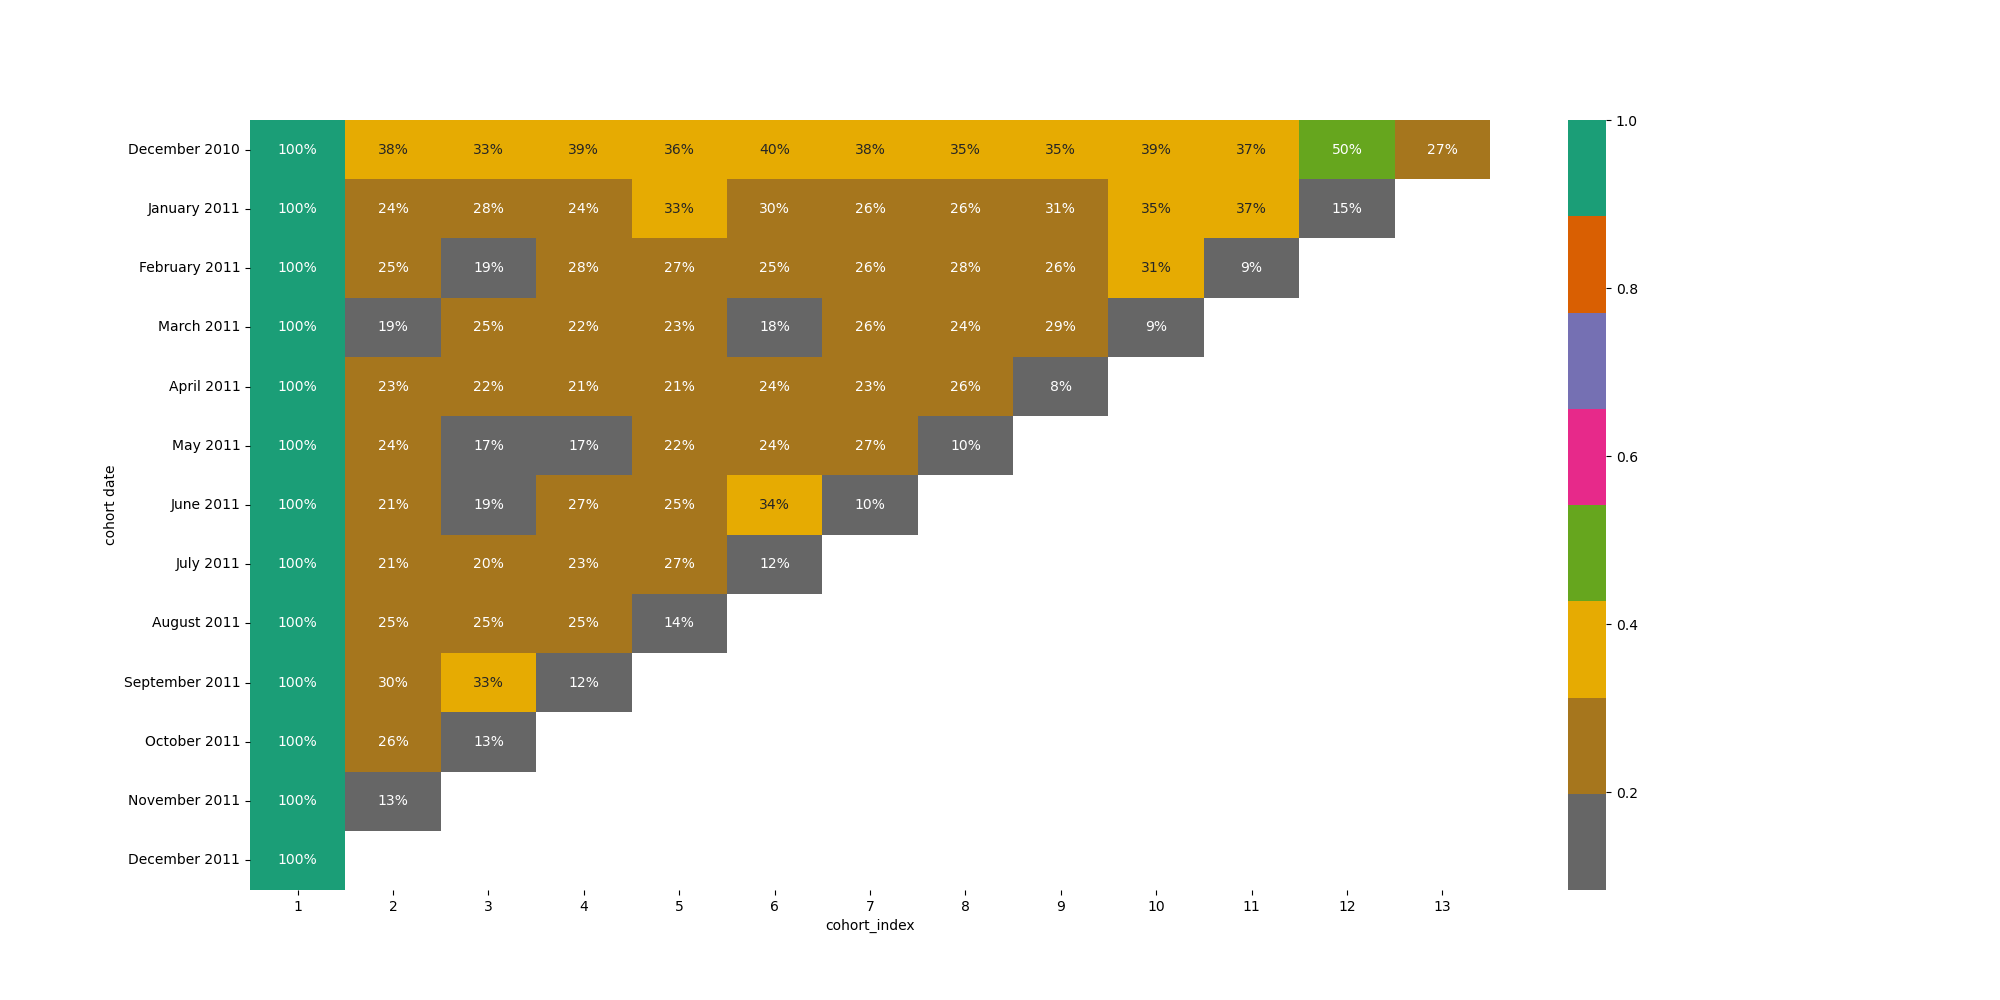 December 2010 100% 38% 33% 39% 36% 40% 38% 35% 35% 39% 37% 50% 27%
January 2011 100% 24% 28% 24% 33% 30% 26% 26% 31% 35% 37% 15%
February 2011 100% 25% 19% 28% 27% 25% 26% 28% 26% 31% 9%
March 2011 100% 19% 25% 22% 23% 18% 26% 24% 29% 9%
April 2011 100% 23% 22% 21% 21% 24% 23% 26% 8%
May 2011 100% 24% 17% 17% 22% 24% 27% 10%
June 2011 100% 21% 19% 27% 25% 34% 10%
July 2011 100% 21% 20% 23% 27% 12%
August 2011 100% 25% 25% 25% 14%
September 2011 100% 30% 33% 12%
October 2011 100% 26% 13%
November 2011 100% 13%
December 2011 100%
1 2 3 4 5 6 7 8 9 10 11 12 13
cohort_index
cohort date
1.0
0.8
0.6
0.4
0.2